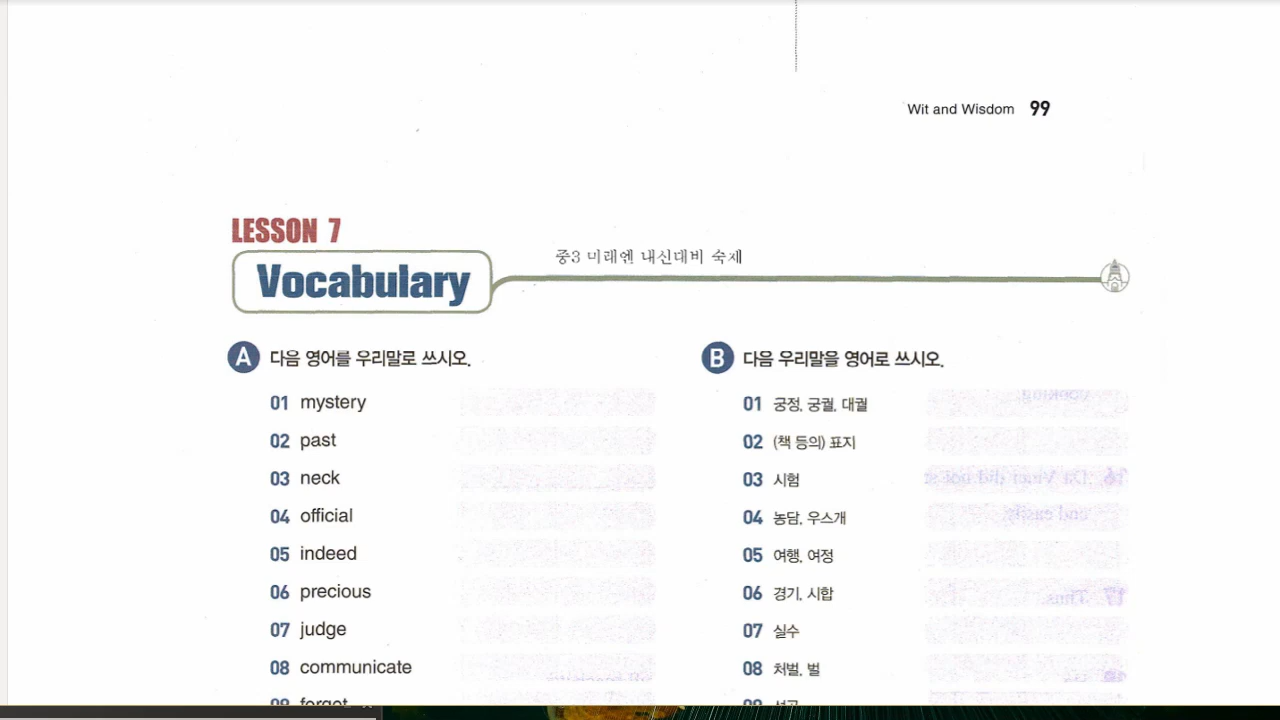 Wit and Wisdom 99
LESSON 7
Vocabulary
중3 미래엔 내신대비 숙제
A 다음 영어를 우리말로 쓰시오.
01 mystery
02 past
03 neck
04 official
05 indeed
06 precious
07 judge
08 communicate
09 forget
B 다음 우리말을 영어로 쓰시오.
01 궁정, 궁궐, 대궐
02 (책 등의) 표지
03 시험
04 농담, 우스개
05 여행, 여정
06 경기, 시합
07 실수
08 처벌, 벌
09